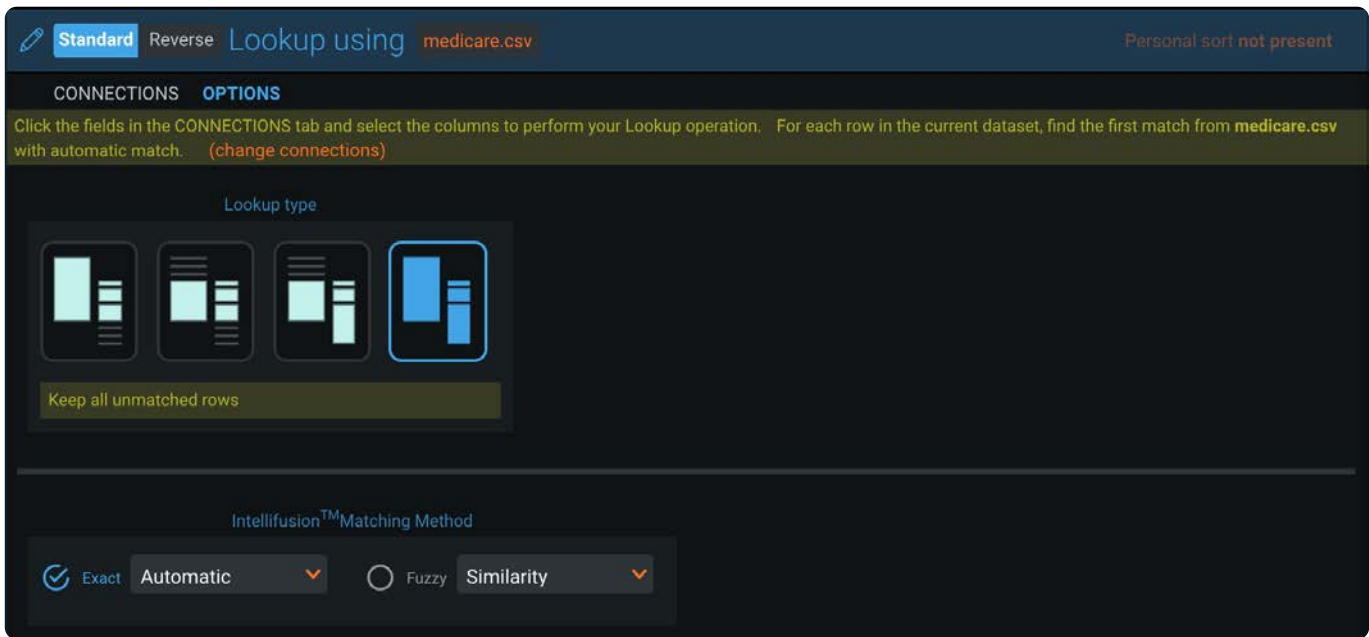 Standard Reverse Lookup using medicare.csv Personal sort not present
CONNECTIONS OPTIONS
Click the fields in the CONNECTIONS tab and select the columns to perform your Lookup operation. For each row in the current dataset, find the first match from medicare.csv
with automatic match. (change connections)
Lookup type
Keep all unmatched rows
Intellifusion™Matching Method
Exact Automatic Fuzzy Similarity